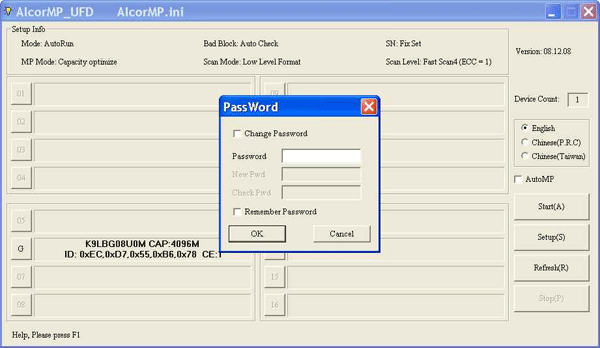 AlcorMP_UFD AlcorMP.ini
Setup Info
Mode: AutoRun Bad Block: Auto Check SN: Fix Set
MP Mode: Capacity optimize Scan Mode: Low Level Format Scan Level: Fast Scan4 (ECC = 1)
Version: 08.12.08
01
02
03
04
05
G K9LBG08U0M CAP:4096M
ID: 0xEC,0xD7,0x55,0xB6,0x78 CE:1
07
08
09
15
16
PassWord
Change Password
Password
New Pwd
Check Pwd
Remember Password
OK Cancel
Device Count: 1
English
Chinese(P.R.C)
Chinese(Taiwan)
AutoMP
Start(A)
Setup(S)
Refresh(R)
Stop(P)
Help, Please press F1